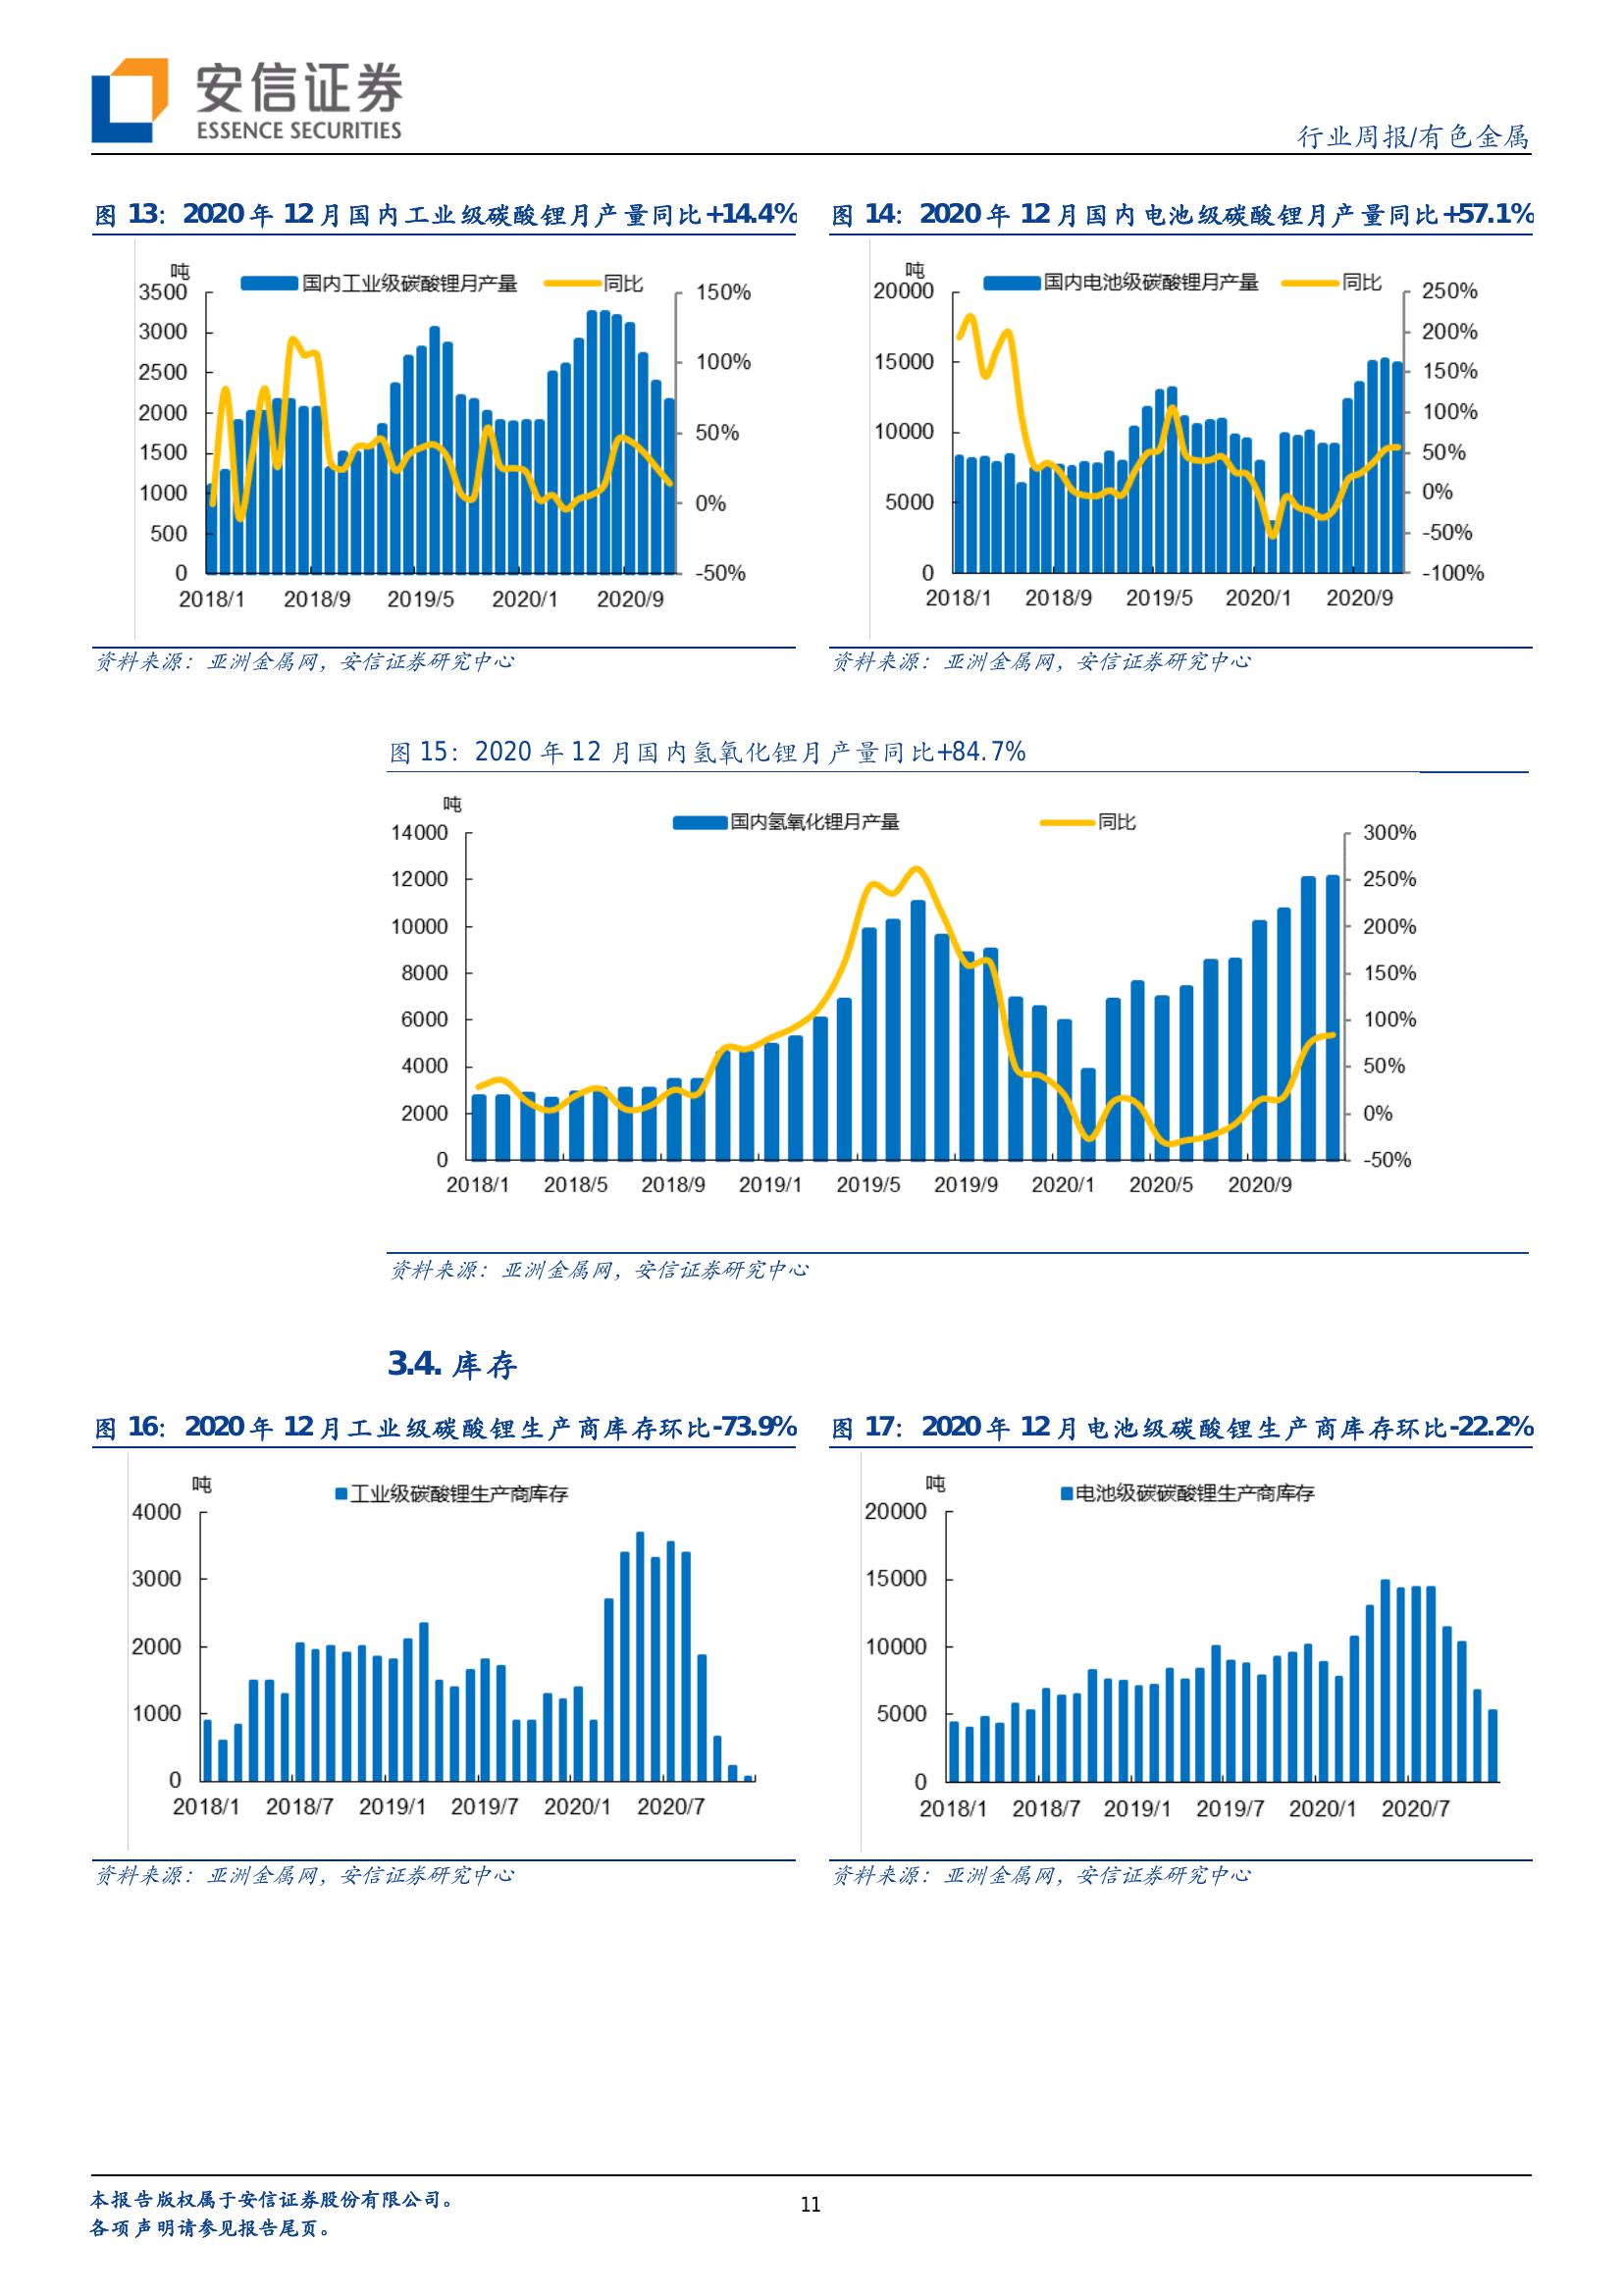 安信证券
ESSENCE SECURITIES
行业周报/有色金属
图 13：2020 年 12 月国内工业级碳酸锂月产量同比+14.4%
吨
国内工业级碳酸锂月产量 同比
3500
3000
2500
2000
1500
1000
500
0
150%
100%
50%
0%
-50%
2018/1 2018/9 2019/5 2020/1 2020/9
资料来源：亚洲金属网，安信证券研究中心
图 14：2020 年 12 月国内电池级碳酸锂月产量同比+57.1%
吨
国内电池级碳酸锂月产量 同比
20000
15000
10000
5000
0
250%
200%
150%
100%
50%
0%
-50%
-100%
2018/1 2018/9 2019/5 2020/1 2020/9
资料来源：亚洲金属网，安信证券研究中心
图 15：2020 年 12 月国内氢氧化锂月产量同比+84.7%
吨
国内氢氧化锂月产量 同比
14000
12000
10000
8000
6000
4000
2000
0
300%
250%
200%
150%
100%
50%
0%
-50%
2018/1 2018/5 2018/9 2019/1 2019/5 2019/9 2020/1 2020/5 2020/9
资料来源：亚洲金属网，安信证券研究中心
3.4. 库存
图 16：2020 年 12 月工业级碳酸锂生产商库存环比-73.9%
吨
工业级碳酸锂生产商库存
4000
3000
2000
1000
0
2018/1 2018/7 2019/1 2019/7 2020/1 2020/7
资料来源：亚洲金属网，安信证券研究中心
图 17：2020 年 12 月电池级碳酸锂生产商库存环比-22.2%
吨
电池级碳碳酸锂生产商库存
20000
15000
10000
5000
0
2018/1 2018/7 2019/1 2019/7 2020/1 2020/7
资料来源：亚洲金属网，安信证券研究中心
本报告版权属于安信证券股份有限公司。
各项声明请参见报告尾页。
11